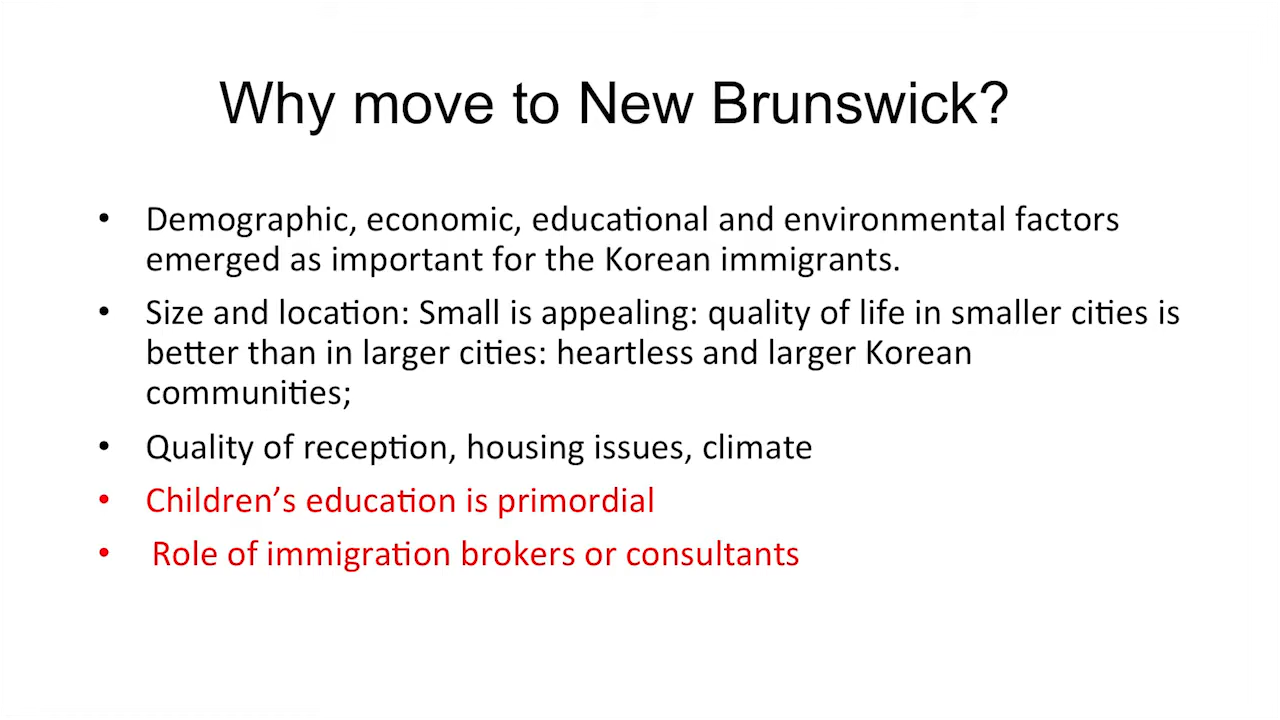 Why move to New Brunswick?
• Demographic, economic, educational and environmental factors
emerged as important for the Korean immigrants.
• Size and location: Small is appealing: quality of life in smaller cities is
better than in larger cities: heartless and larger Korean
communities;
• Quality of reception, housing issues, climate
• Children’s education is primordial
• Role of immigration brokers or consultants